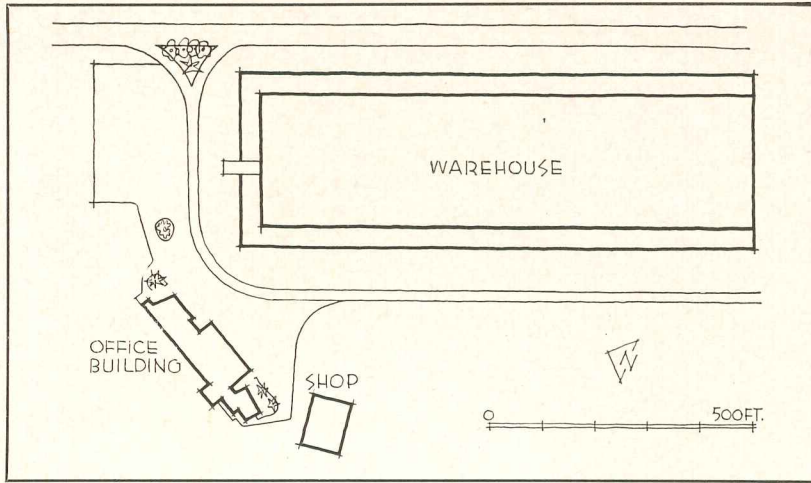 WAREHOUSE
OFFICE
BUILDING
SHOP
N
0
500FT.